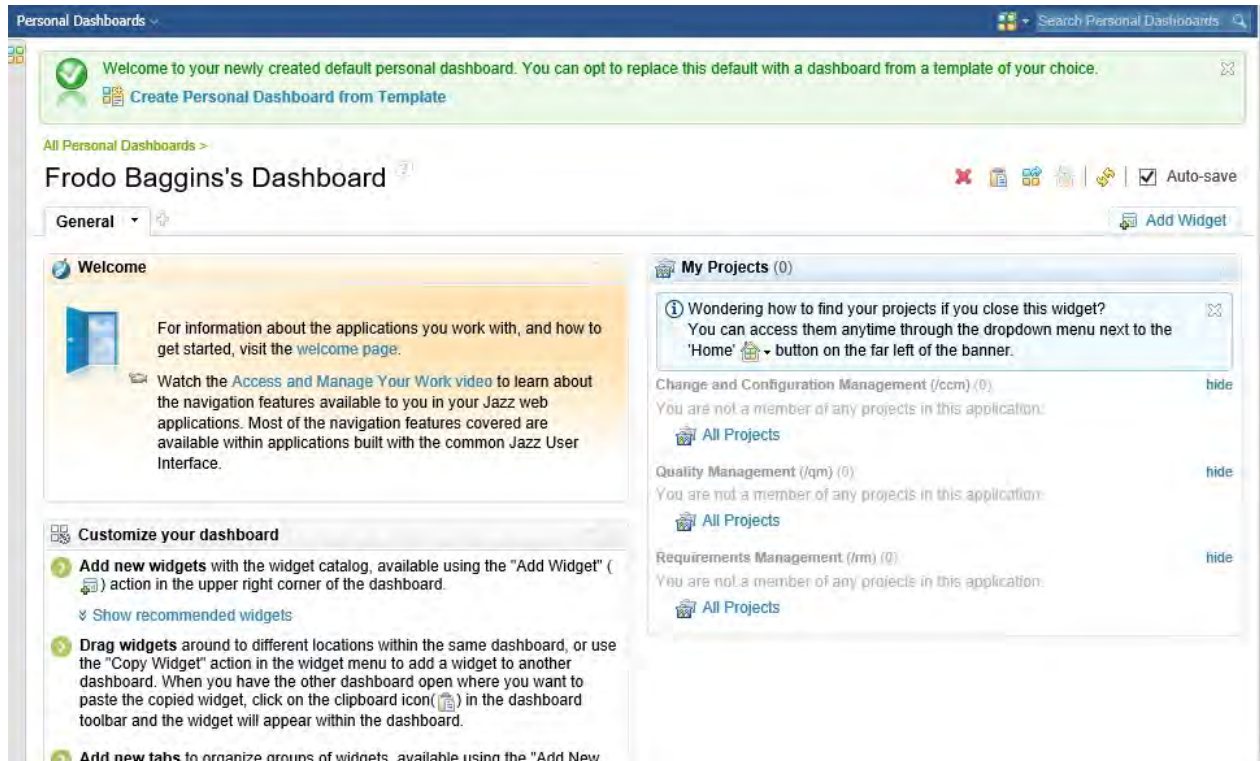 Personal Dashboards
Search Personal Dashboards
Welcome to your newly created default personal dashboard. You can opt to replace this default with a dashboard from a template of your choice.
Create Personal Dashboard from Template
All Personal Dashboards >
Frodo Baggins's Dashboard
Auto-save
General
Add Widget
Welcome
For information about the applications you work with, and how to
get started, visit the welcome page.
Watch the Access and Manage Your Work video to learn about
the navigation features available to you in your Jazz web
applications. Most of the navigation features covered are
available within applications built with the common Jazz User
Interface.
Customize your dashboard
Add new widgets with the widget catalog, available using the "Add Widget" (
) action in the upper right corner of the dashboard.
Show recommended widgets
Drag widgets around to different locations within the same dashboard, or use
the "Copy Widget" action in the widget menu to add a widget to another
dashboard. When you have the other dashboard open where you want to
paste the copied widget, click on the clipboard icon( ) in the dashboard
toolbar and the widget will appear within the dashboard.
Add new tabs to organize groups of widgets, available using the "Add New
My Projects (0)
Wondering how to find your projects if you close this widget?
You can access them anytime through the dropdown menu next to the
'Home' button on the far left of the banner.
Change and Configuration Management (/ccm) (0)
hide
You are not a member of any projects in this application.
All Projects
Quality Management (/qm) (0)
hide
You are not a member of any projects in this application.
All Projects
Requirements Management (/rm) (0)
hide
You are not a member of any projects in this application.
All Projects